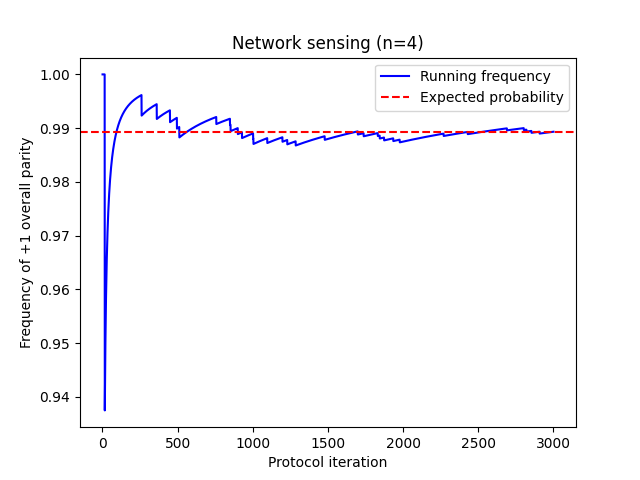 Network sensing (n=4)
Running frequency
Expected probability
Frequency of +1 overall parity
1.00
0.99
0.98
0.97
0.96
0.95
0.94
0
500
1000
1500
2000
2500
3000
Protocol iteration